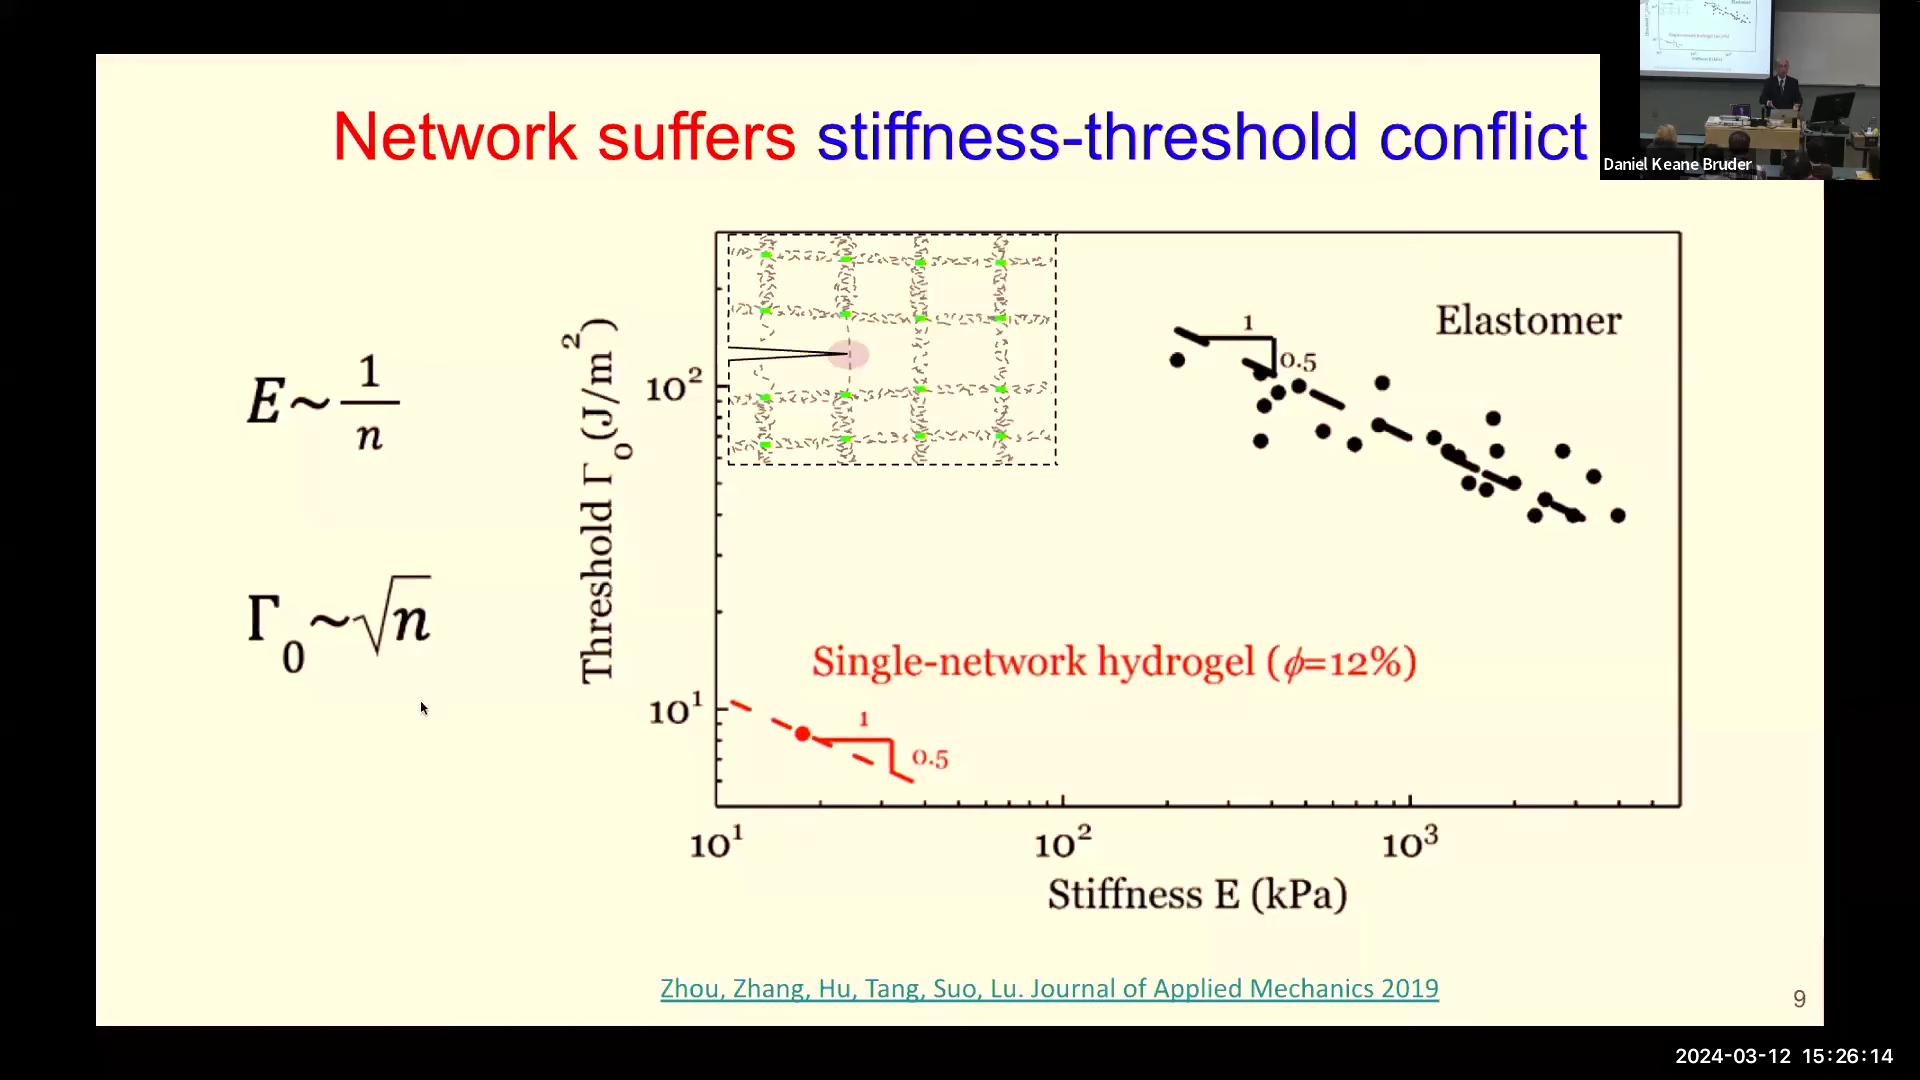 Network suffers stiffness-threshold conflict
Daniel Keane Bruder
E~1/n
Γ₀~√n
Threshold Γ₀(J/m²)
10²
10¹
1
0.5
Elastomer
Single-network hydrogel (ϕ=12%)
1
0.5
10¹
10²
10³
Stiffness E (kPa)
Zhou, Zhang, Hu, Tang, Suo, Lu. Journal of Applied Mechanics 2019
9
2024-03-12 15:26:14